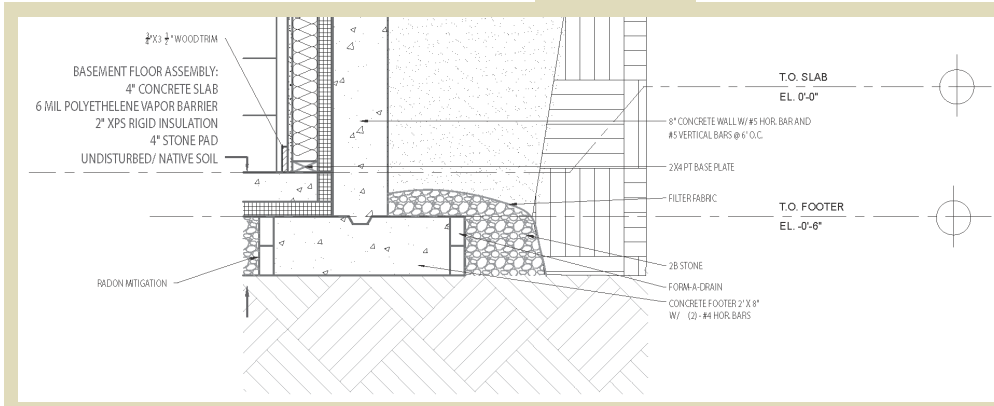 ¾"X3 ½" WOOD TRIM
BASEMENT FLOOR ASSEMBLY:
4" CONCRETE SLAB
6 MIL POLYETHELENE VAPOR BARRIER
2" XPS RIGID INSULATION
4" STONE PAD
UNDISTURBED/ NATIVE SOIL
RADON MITIGATION
8" CONCRETE WALL W/ #5 HOR. BAR AND
#5 VERTICAL BARS @ 6' O.C.
2X4 PT BASE PLATE
FILTER FABRIC
2B STONE
FORM-A-DRAIN
CONCRETE FOOTER 2' X 8"
W/ (2) - #4 HOR. BARS
T.O. SLAB
EL. 0'-0"
T.O. FOOTER
EL. -0'-6"